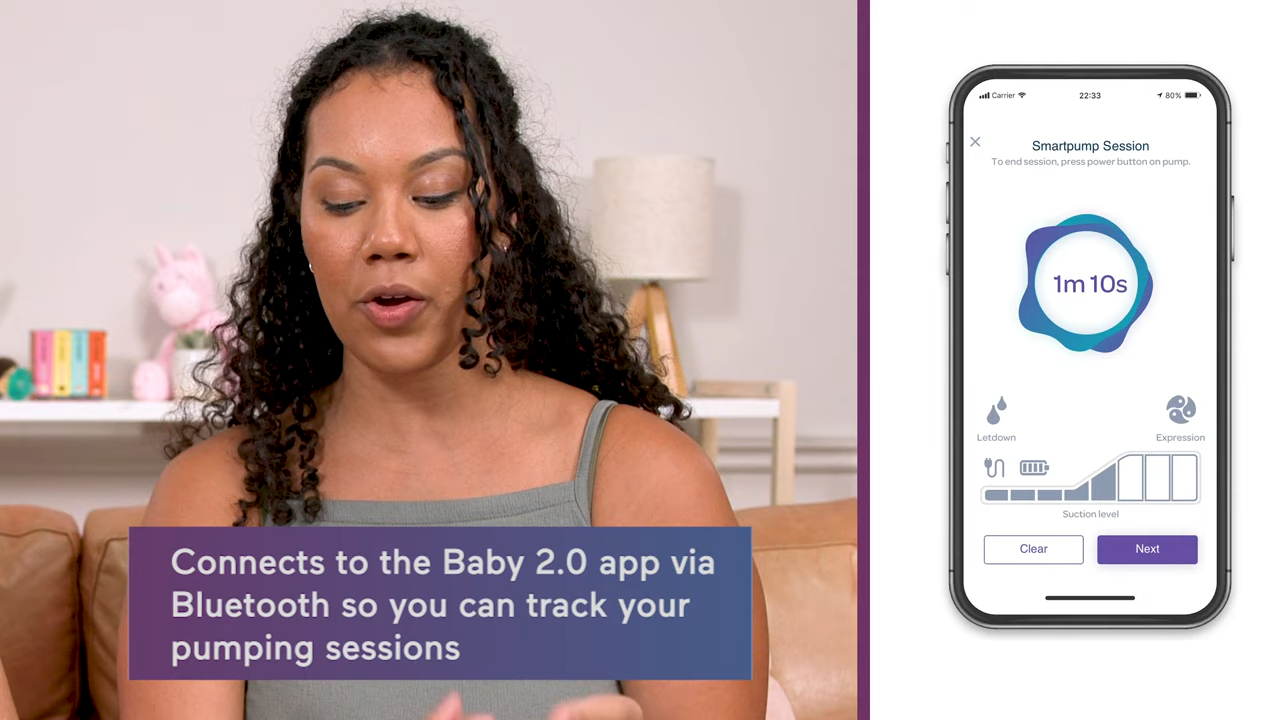 Connects to the Baby 2.0 app via
Bluetooth so you can track your
pumping sessions
Carrier
22:33
80%
Smartpump Session
To end session, press power button on pump.
1m 10s
Letdown
Expression
Suction level
Clear
Next